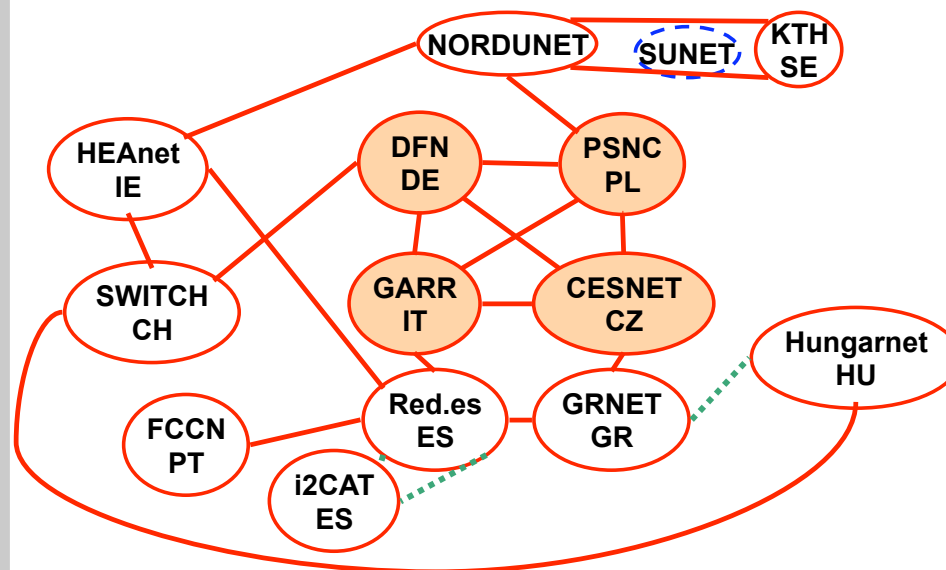 NORDUNET
SUNET
KTH
SE
HEAnet
IE
DFN
DE
PSNC
PL
SWITCH
CH
GARR
IT
CESNET
CZ
Hungarnet
HU
FCCN
PT
Red.es
ES
GRNET
GR
i2CAT
ES